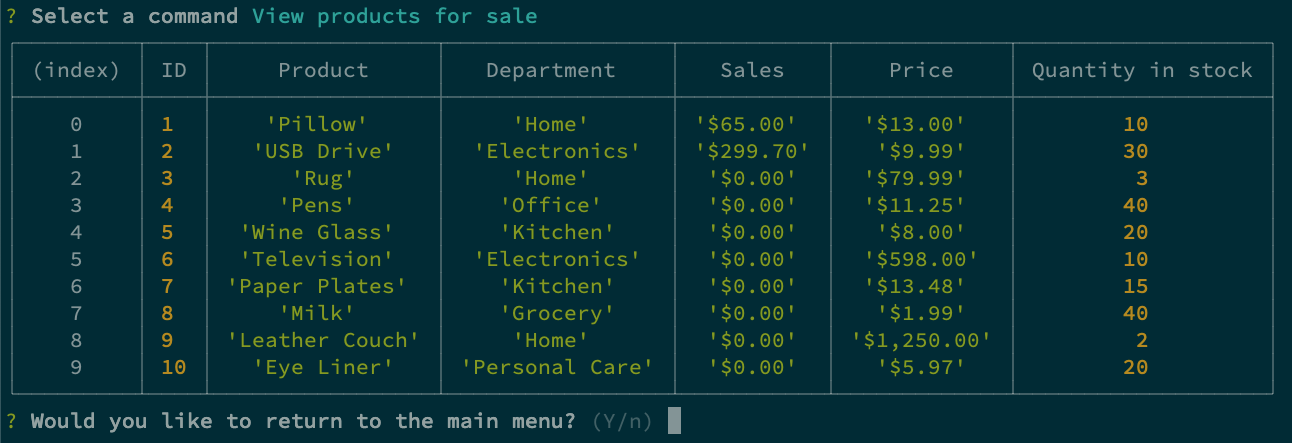 ? Select a command View products for sale
(index) ID Product Department Sales Price Quantity in stock
0 1 'Pillow' 'Home' '$65.00' '$13.00' 10
1 2 'USB Drive' 'Electronics' '$299.70' '$9.99' 30
2 3 'Rug' 'Home' '$0.00' '$79.99' 3
3 4 'Pens' 'Office' '$0.00' '$11.25' 40
4 5 'Wine Glass' 'Kitchen' '$0.00' '$8.00' 20
5 6 'Television' 'Electronics' '$0.00' '$598.00' 10
6 7 'Paper Plates' 'Kitchen' '$0.00' '$13.48' 15
7 8 'Milk' 'Grocery' '$0.00' '$1.99' 40
8 9 'Leather Couch' 'Home' '$0.00' '$1,250.00' 2
9 10 'Eye Liner' 'Personal Care' '$0.00' '$5.97' 20
? Would you like to return to the main menu? (Y/n)